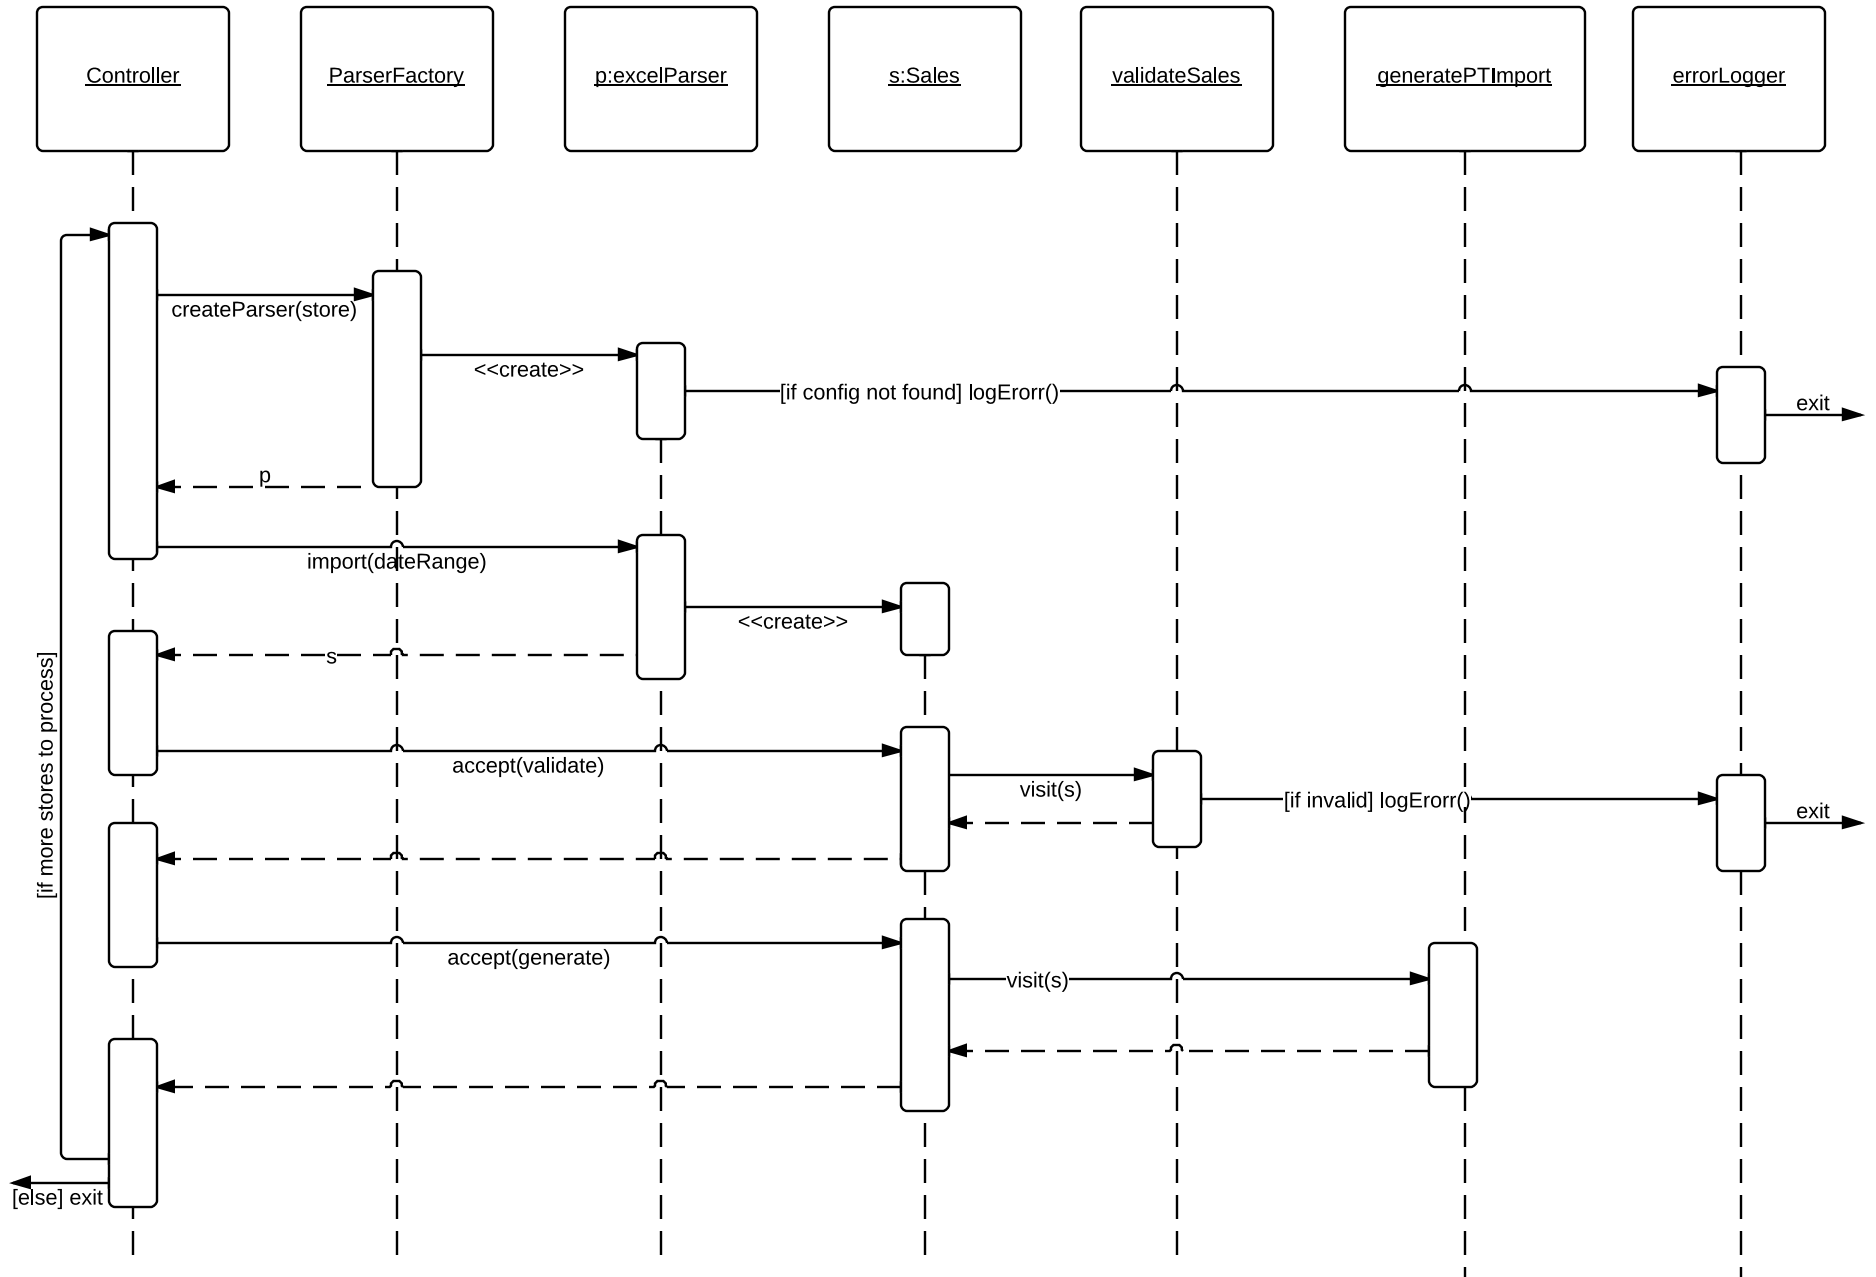 Controller
ParserFactory
p:excelParser
s:Sales
validateSales
generatePTImport
errorLogger
createParser(store)
<<create>>
[if config not found] logErorr()
exit
p
import(dateRange)
<<create>>
s
[if more stores to process]
accept(validate)
visit(s)
[if invalid] logErorr()
exit
accept(generate)
visit(s)
[else] exit